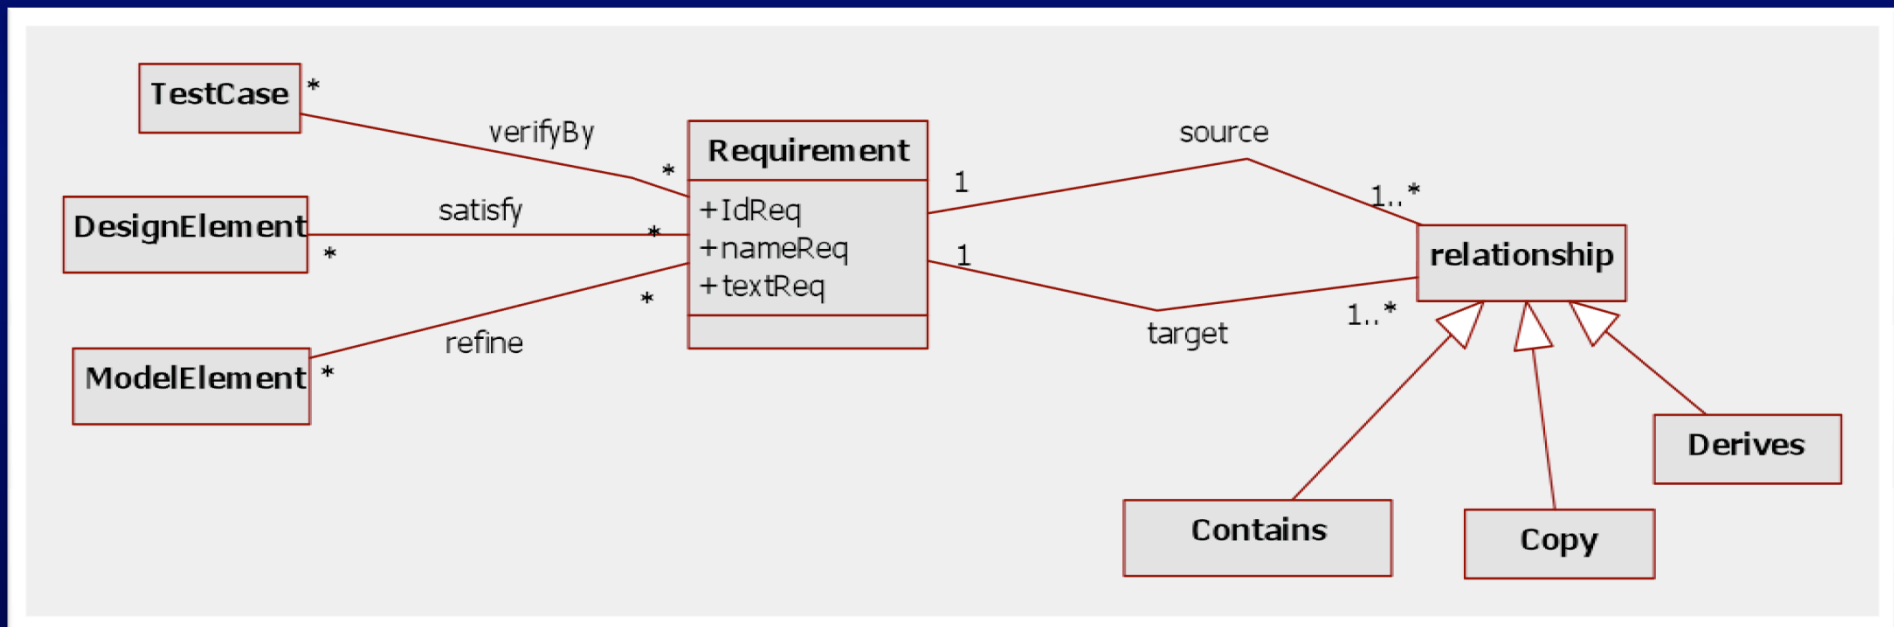 TestCase
*
verifyBy
*
DesignElement
*
satisfy
*
ModelElement
*
refine
*
Requirement
+IdReq
+nameReq
+textReq
1
source
1..*
1
target
1..*
relationship
Contains
Copy
Derives